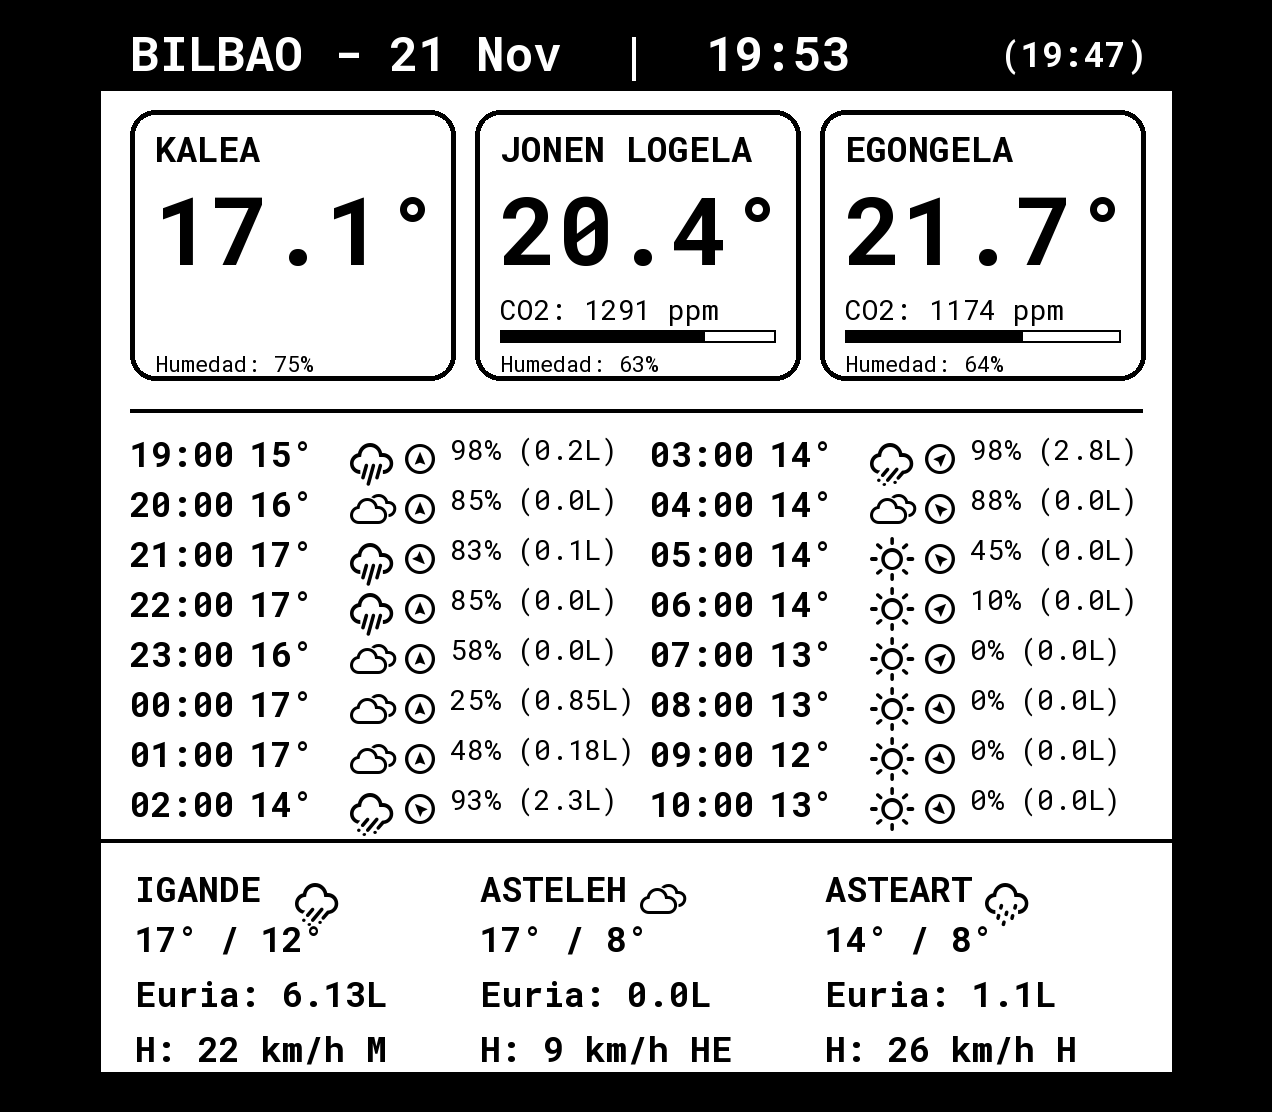 BILBAO - 21 Nov | 19:53 (19:47)
KALEA
17.1°
Humedad: 75%
JONEN LOGELA
20.4°
CO2: 1291 ppm
Humedad: 63%
EGONGELA
21.7°
CO2: 1174 ppm
Humedad: 64%
19:00 15° 98% (0.2L)
20:00 16° 85% (0.0L)
21:00 17° 83% (0.1L)
22:00 17° 85% (0.0L)
23:00 16° 58% (0.0L)
00:00 17° 25% (0.85L)
01:00 17° 48% (0.18L)
02:00 14° 93% (2.3L)
03:00 14° 98% (2.8L)
04:00 14° 88% (0.0L)
05:00 14° 45% (0.0L)
06:00 14° 10% (0.0L)
07:00 13° 0% (0.0L)
08:00 13° 0% (0.0L)
09:00 12° 0% (0.0L)
10:00 13° 0% (0.0L)
IGANDE
17° / 12°
Euria: 6.13L
H: 22 km/h M
ASTELEH
17° / 8°
Euria: 0.0L
H: 9 km/h HE
ASTEART
14° / 8°
Euria: 1.1L
H: 26 km/h H